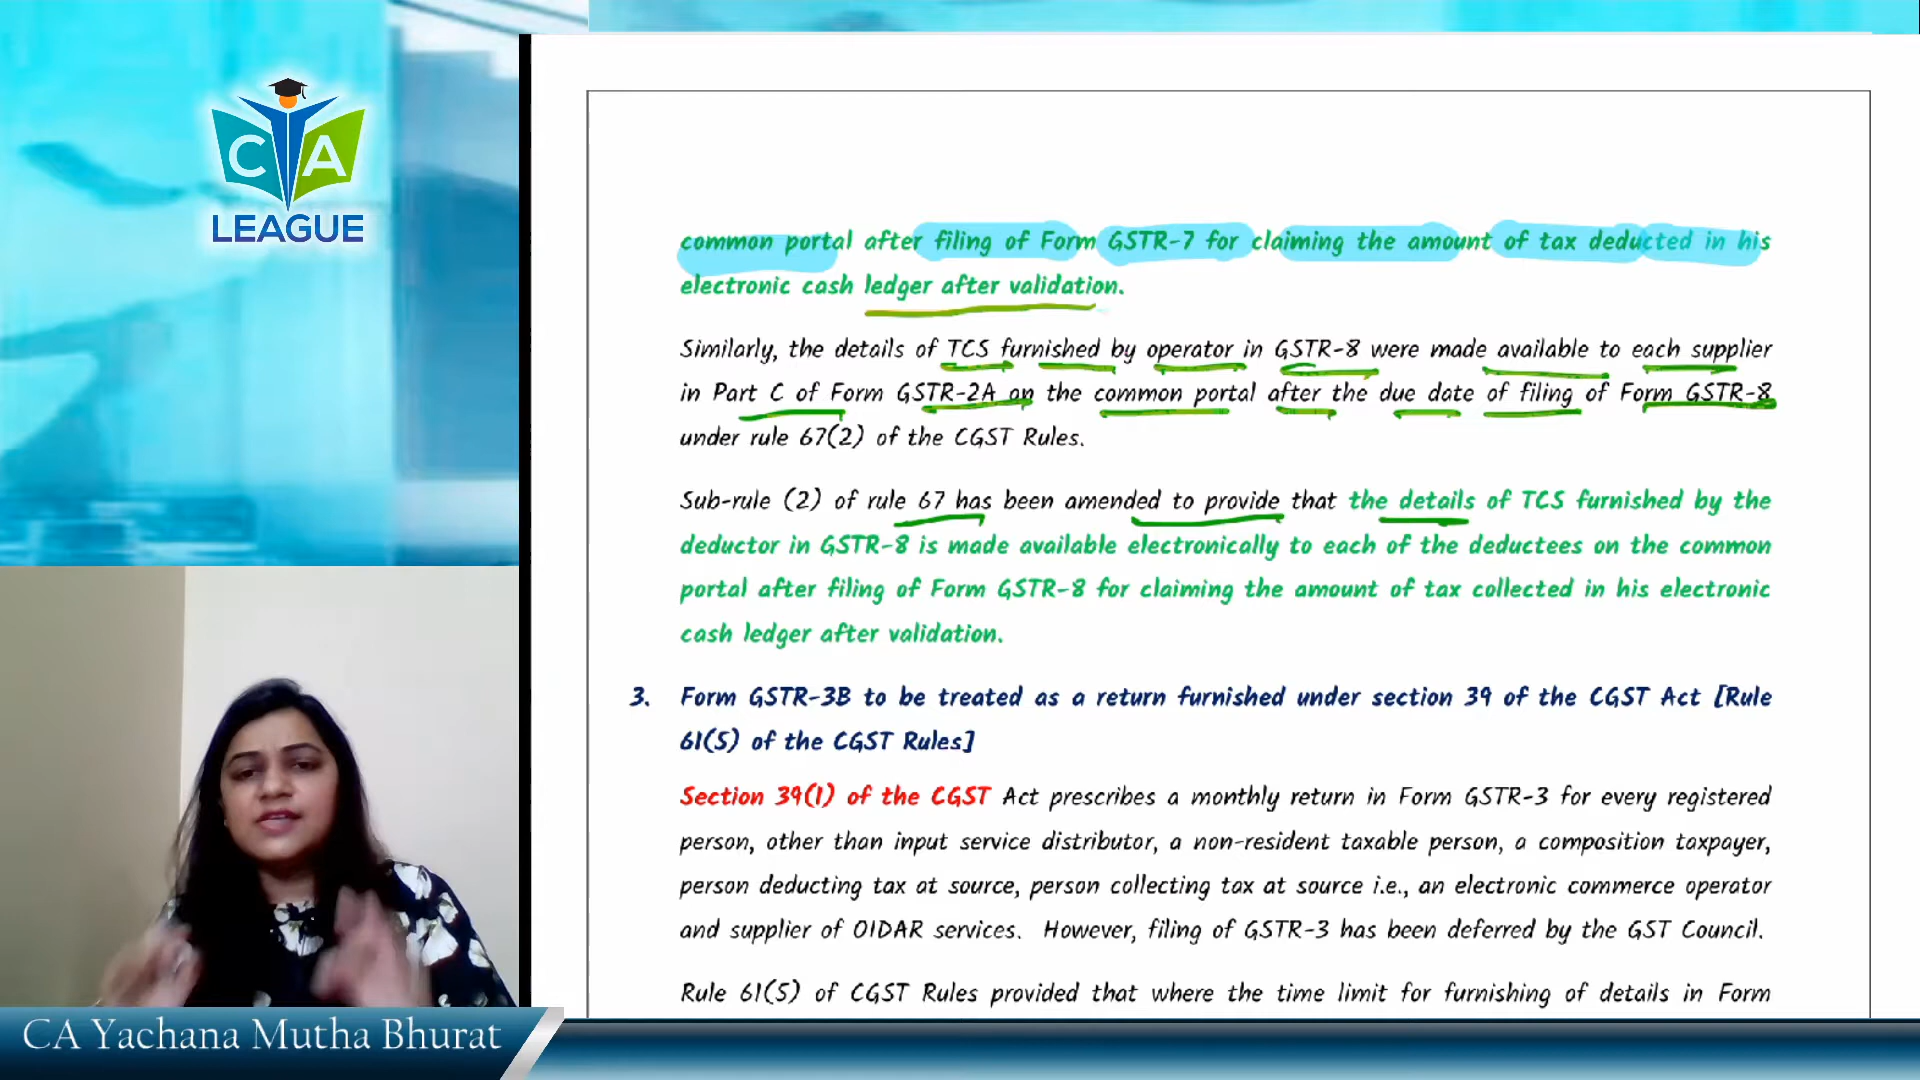 CA
LEAGUE
common portal after filing of Form GSTR-7 for claiming the amount of tax deducted in his
electronic cash ledger after validation.
Similarly, the details of TCS furnished by operator in GSTR-8 were made available to each supplier
in Part C of Form GSTR-2A on the common portal after the due date of filing of Form GSTR-8
under rule 67(2) of the CGST Rules.
Sub-rule (2) of rule 67 has been amended to provide that the details of TCS furnished by the
deductor in GSTR-8 is made available electronically to each of the deductees on the common
portal after filing of Form GSTR-8 for claiming the amount of tax collected in his electronic
cash ledger after validation.
3. Form GSTR-3B to be treated as a return furnished under section 39 of the CGST Act [Rule
61(5) of the CGST Rules]
Section 39(1) of the CGST Act prescribes a monthly return in Form GSTR-3 for every registered
person, other than input service distributor, a non-resident taxable person, a composition taxpayer,
person deducting tax at source, person collecting tax at source i.e., an electronic commerce operator
and supplier of OIDAR services. However, filing of GSTR-3 has been deferred by the GST Council.
Rule 61(5) of CGST Rules provided that where the time limit for furnishing of details in Form
CA Yachana Mutha Bhurat